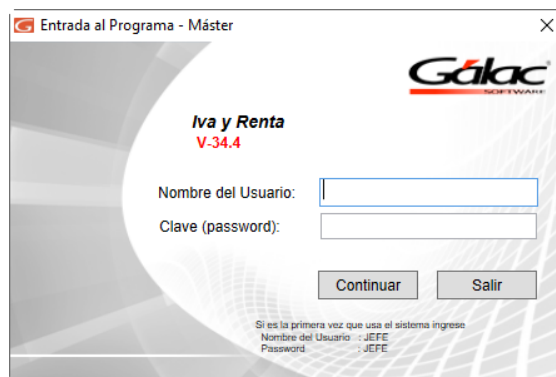 G Entrada al Programa - Máster
Gálac
SOFTWARE
Iva y Renta
V-34.4
Nombre del Usuario:
Clave (password):
Continuar Salir
Si es la primera vez que usa el sistema ingrese
Nombre del Usuario : JEFE
Password : JEFE